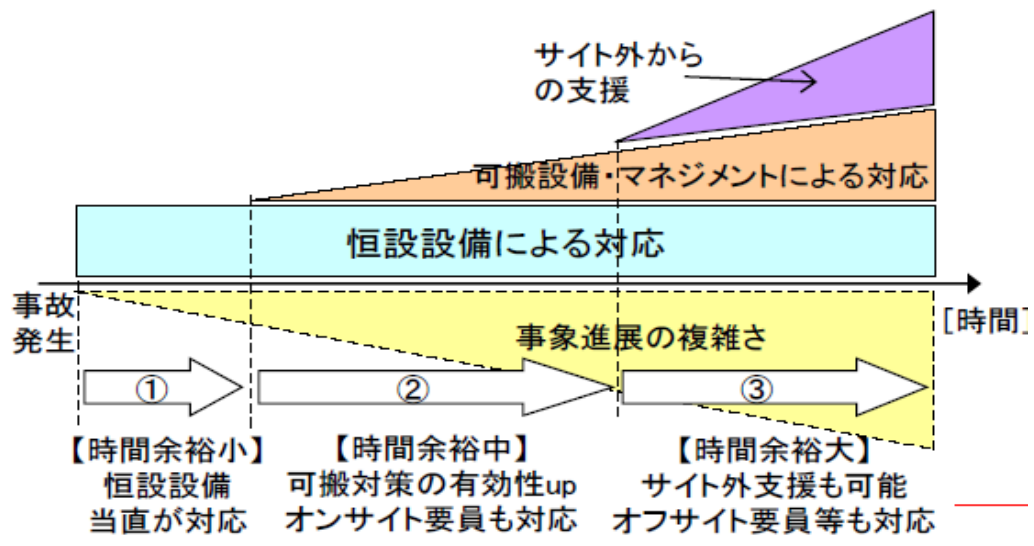 サイト外から
の支援
可搬設備・マネジメントによる対応
恒設設備による対応
事故
発生
[時間]
事象進展の複雑さ
①
②
③
【時間余裕小】
恒設設備
当直が対応
【時間余裕中】
可搬対策の有効性up
オンサイト要員も対応
【時間余裕大】
サイト外支援も可能
オフサイト要員等も対応